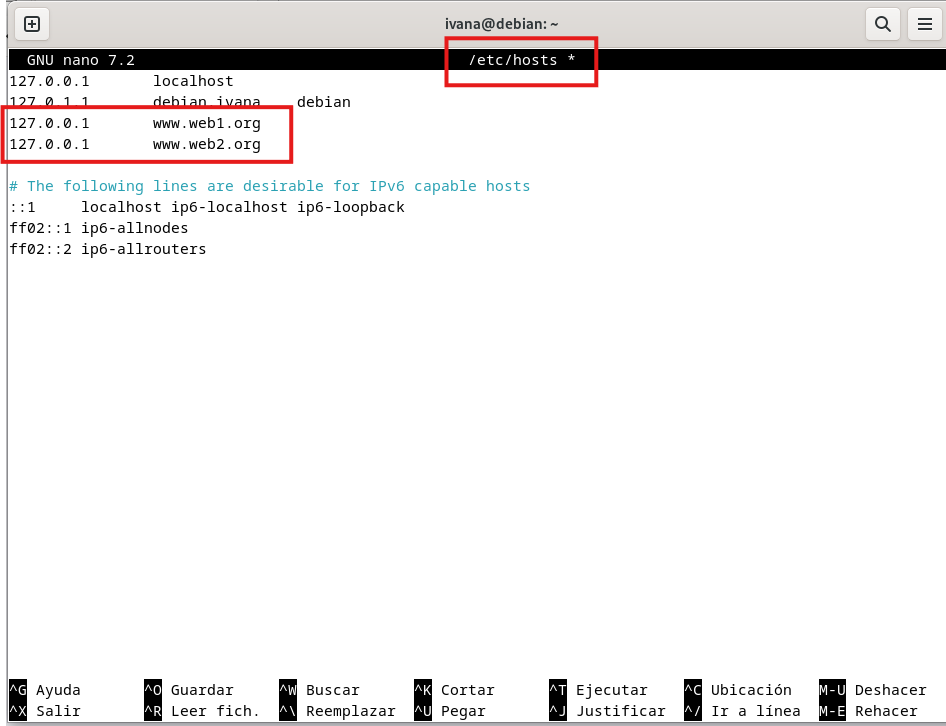 ivana@debian: ~
GNU nano 7.2 /etc/hosts *
127.0.0.1 localhost
127.0.1.1 debian.ivana debian
127.0.0.1 www.web1.org
127.0.0.1 www.web2.org
# The following lines are desirable for IPv6 capable hosts
::1 localhost ip6-localhost ip6-loopback
ff02::1 ip6-allnodes
ff02::2 ip6-allrouters
^G Ayuda ^O Guardar ^W Buscar ^K Cortar ^T Ejecutar ^C Ubicación M-U Deshacer
^X Salir ^R Leer fich. ^\ Reemplazar ^U Pegar ^J Justificar ^/ Ir a línea M-E Rehacer